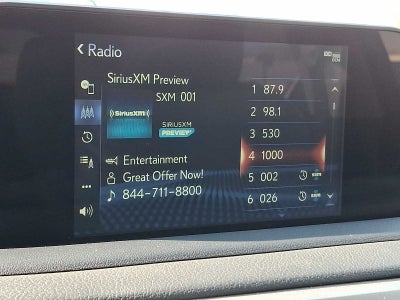 Radio
SiriusXM Preview
SXM 001
((SiriusXM))
SIRIUSXM
PREVIEW
Entertainment
Great Offer Now!
844-711-8800
1 87.9
2 98.1
3 530
4 1000
5 002
6 026